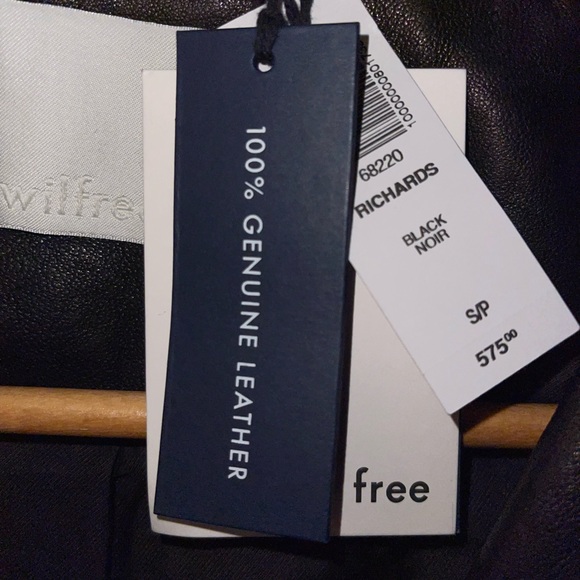 wilfre
100% GENUINE LEATHER
68220
RICHARDS
BLACK
NOIR
S/P
575.00
free